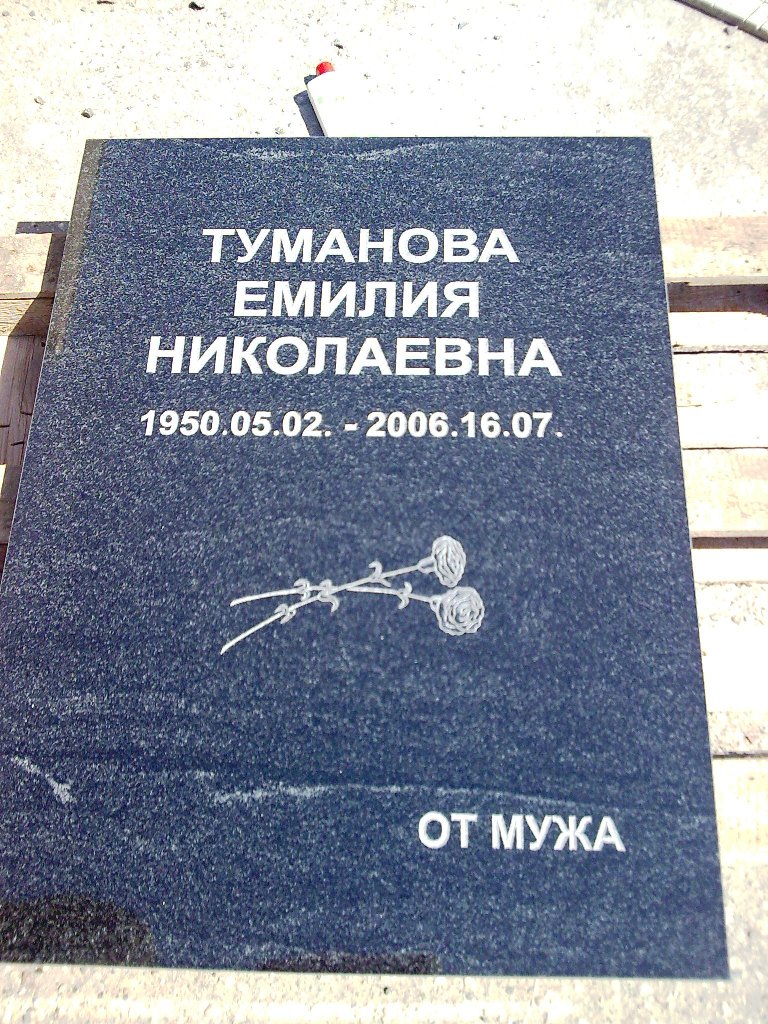 ТУМАНОВА
ЕМИЛИЯ
НИКОЛАЕВНА
1950.05.02. - 2006.16.07.
ОТ МУЖА